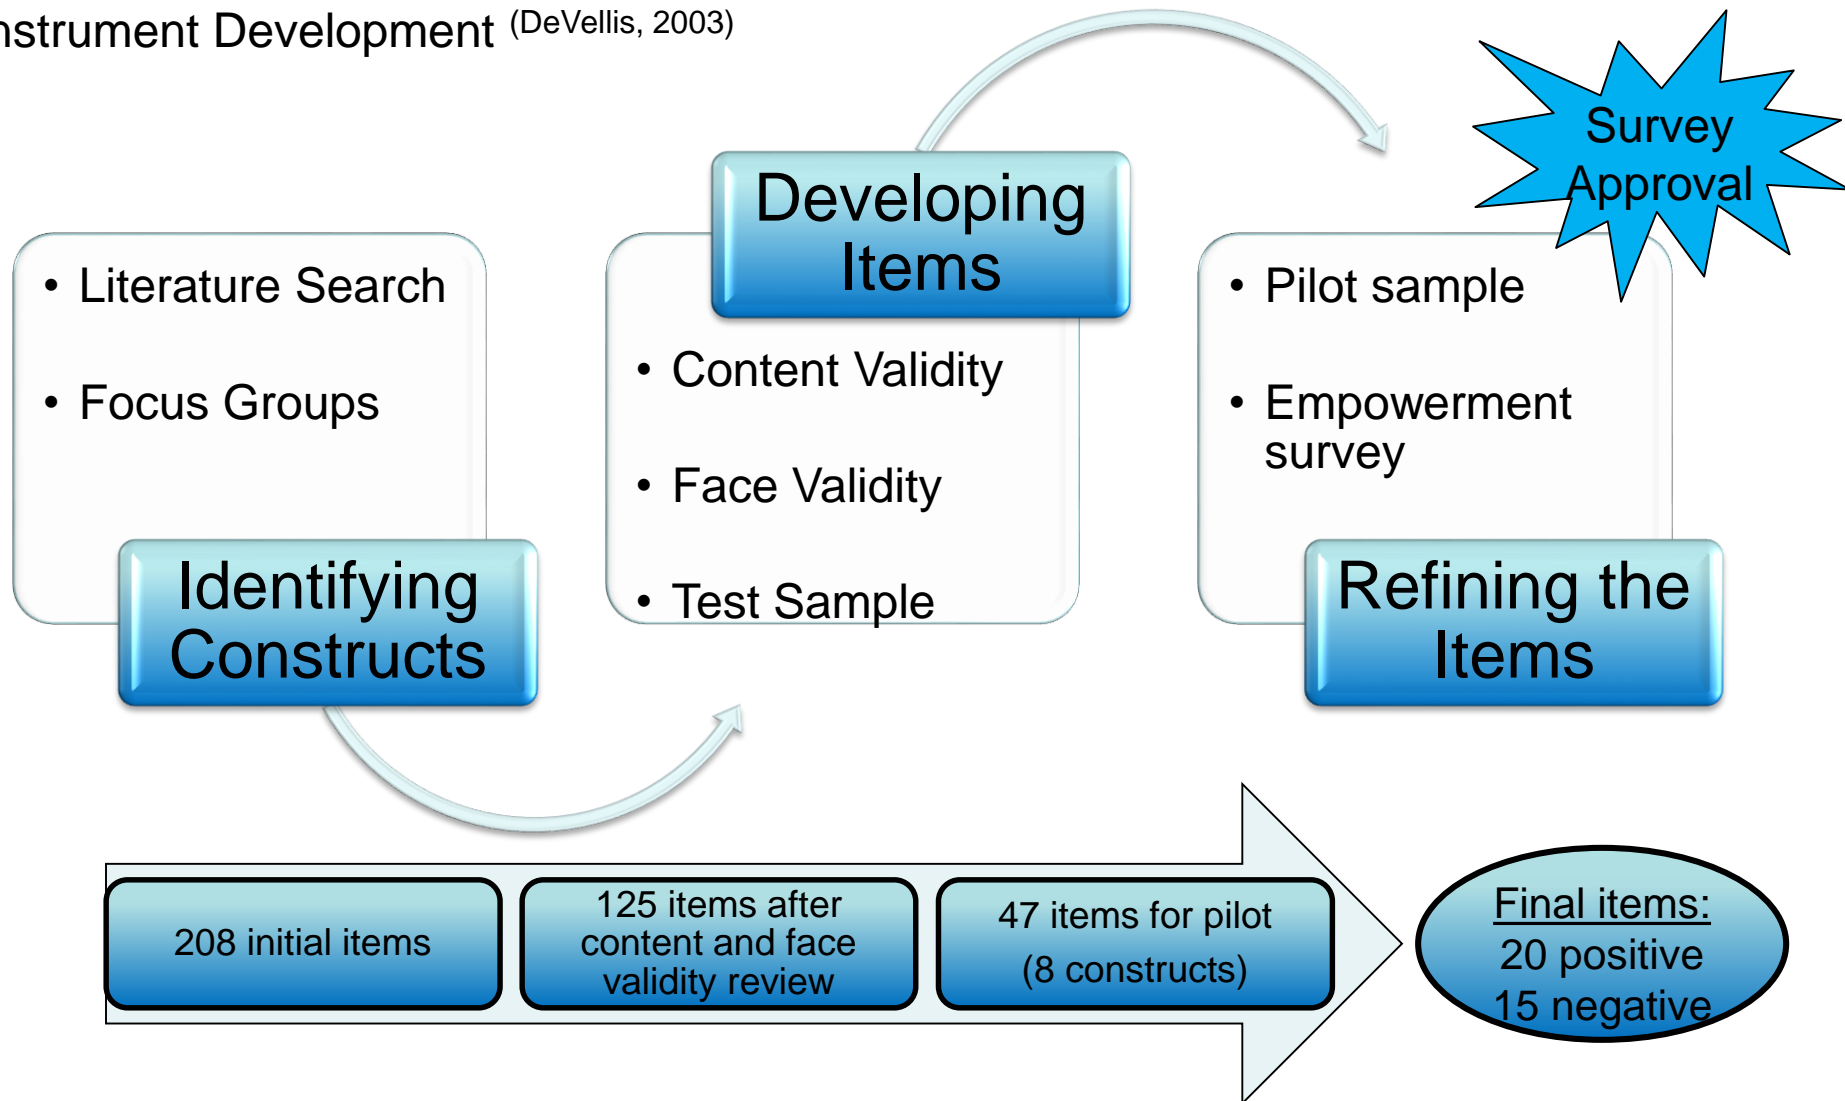 nstrument Development (DeVellis, 2003)
Survey
Approval
• Literature Search
• Focus Groups
Identifying
Constructs
Developing
Items
• Content Validity
• Face Validity
• Test Sample
• Pilot sample
• Empowerment
survey
Refining the
Items
208 initial items
125 items after
content and face
validity review
47 items for pilot
(8 constructs)
Final items:
20 positive
15 negative